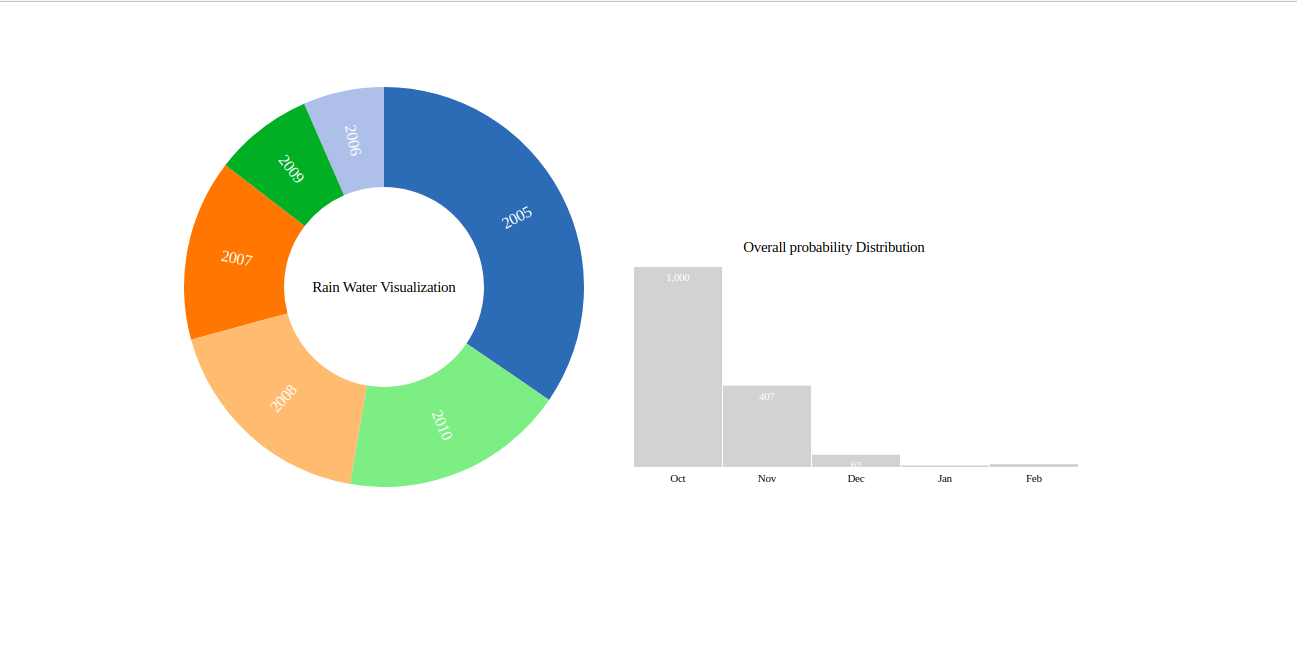 2006
2005
2009
2007
Rain Water Visualization
2008
2010
Overall probability Distribution
1,000
407
Oct
Nov
Dec
Jan
Feb